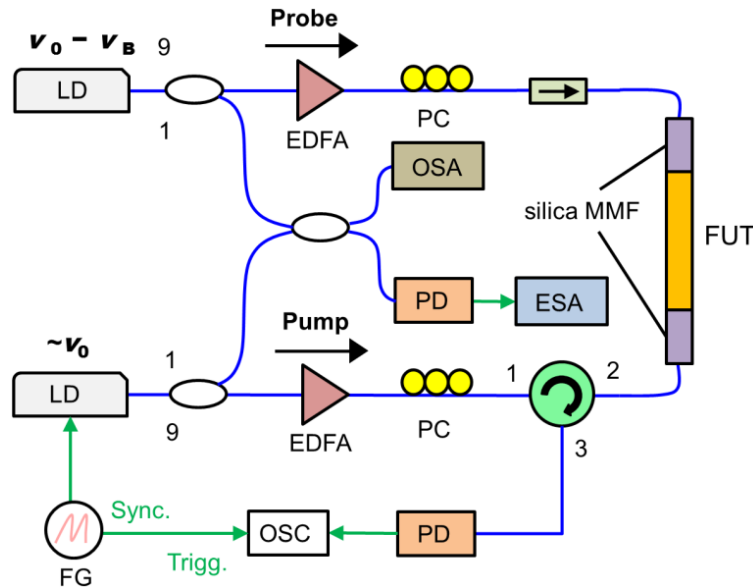 ν₀ − ν_B
9
Probe
LD
1
EDFA
PC
OSA
silica MMF
FUT
PD
ESA
~ν₀
1
Pump
LD
9
EDFA
PC
1
2
3
Sync.
FG
Trigg.
OSC
PD